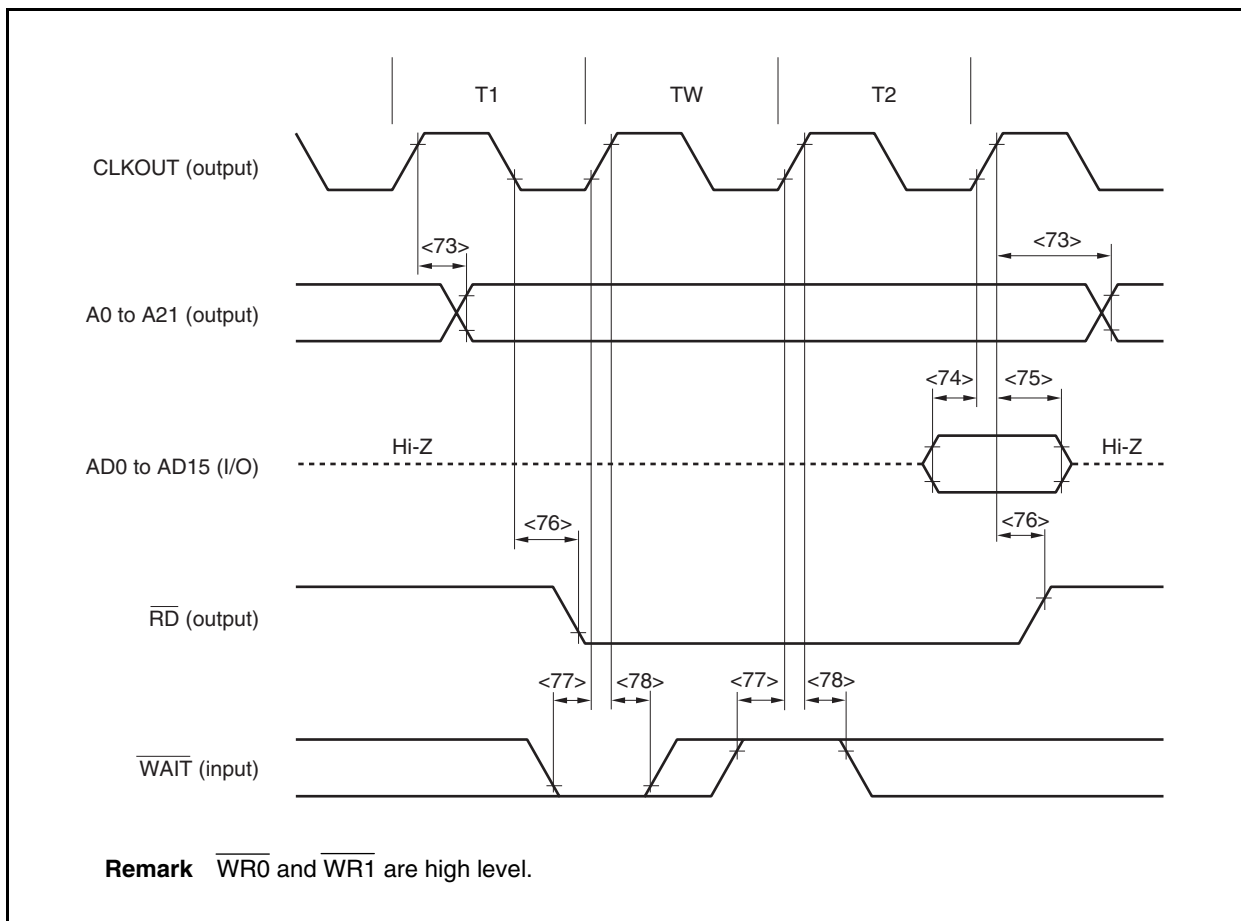 T1 TW T2
CLKOUT (output)
<73> <73>
A0 to A21 (output)
<74> <75>
Hi-Z Hi-Z
AD0 to AD15 (I/O)
<76> <76>
RD (output)
<77> <78> <77> <78>
WAIT (input)
Remark WR0 and WR1 are high level.